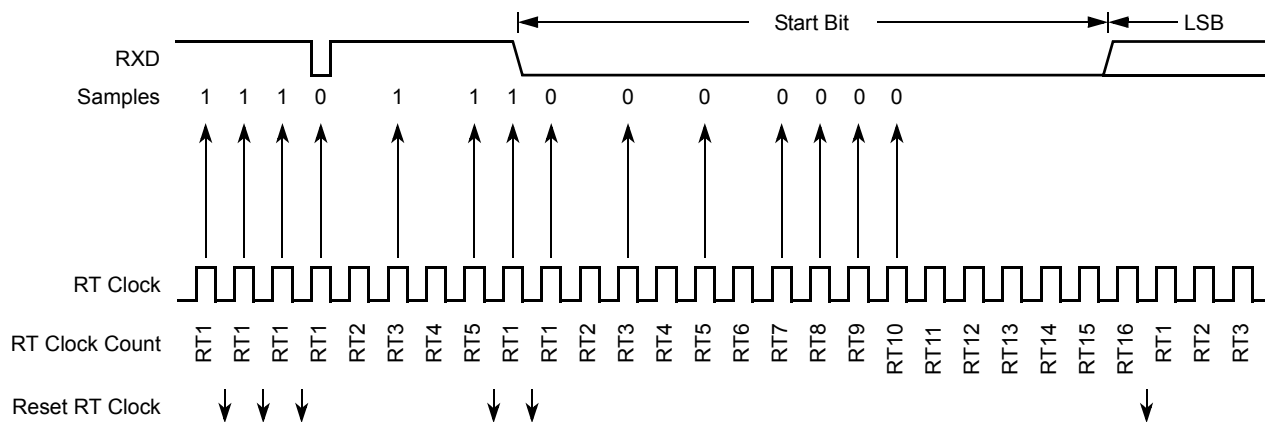 Start Bit LSB
RXD
Samples 1 1 1 0 1 1 1 0 0 0 0 0 0 0
RT Clock
RT Clock Count RT1 RT1 RT1 RT1 RT2 RT3 RT4 RT5 RT1 RT1 RT2 RT3 RT4 RT5 RT6 RT7 RT8 RT9 RT10 RT11 RT12 RT13 RT14 RT15 RT16 RT1 RT2 RT3
Reset RT Clock